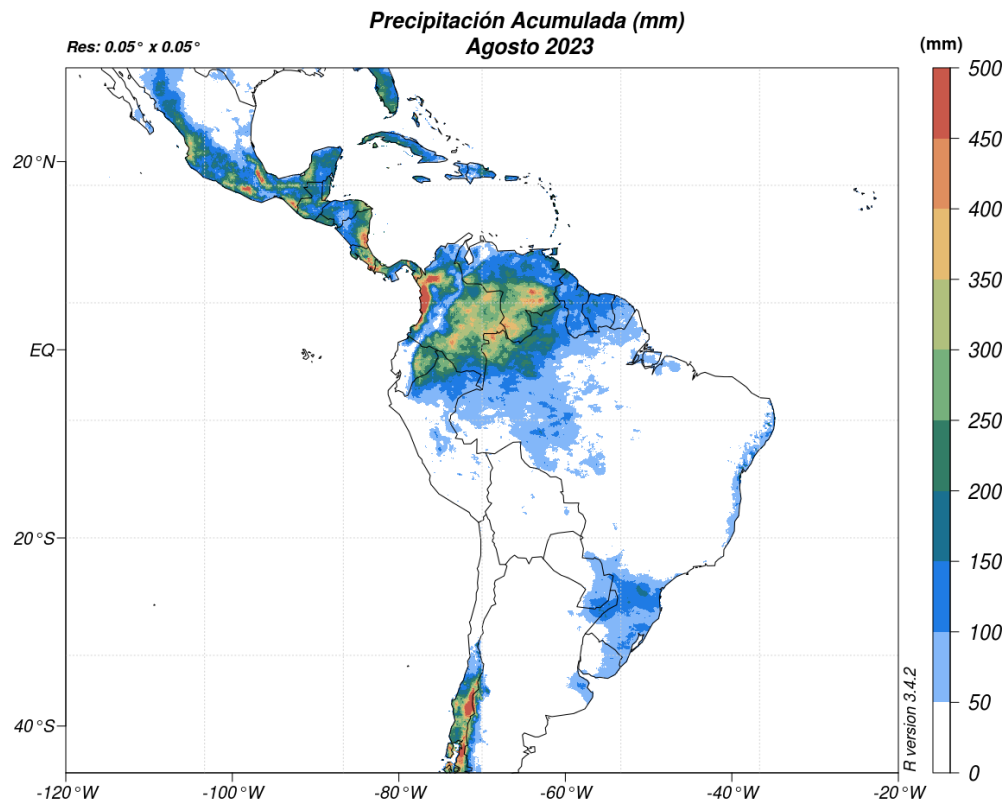 Precipitación Acumulada (mm)
Agosto 2023
Res: 0.05° x 0.05°
(mm)
500
450
400
350
300
250
200
150
100
50
0
20°N
EQ
20°S
40°S
-120°W
-100°W
-80°W
-60°W
-40°W
-20°W
R version 3.4.2